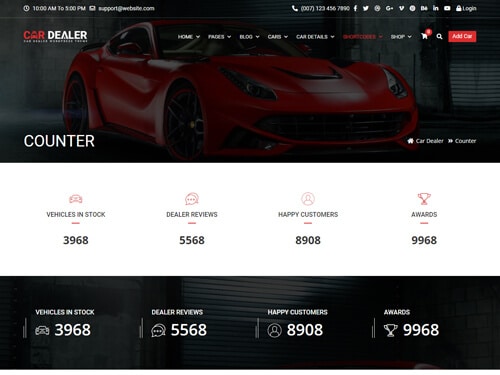 10:00 AM To 5:00 PM support@website.com (007) 123 456 7890 Login
CAR DEALER HOME PAGES BLOG CARS CAR DETAILS SHORTCODES SHOP 0 Add Car
CAR DEALER WORDPRESS THEME
COUNTER Car Dealer » Counter
VEHICLES IN STOCK DEALER REVIEWS HAPPY CUSTOMERS AWARDS
3968 5568 8908 9968
VEHICLES IN STOCK DEALER REVIEWS HAPPY CUSTOMERS AWARDS
3968 5568 8908 9968